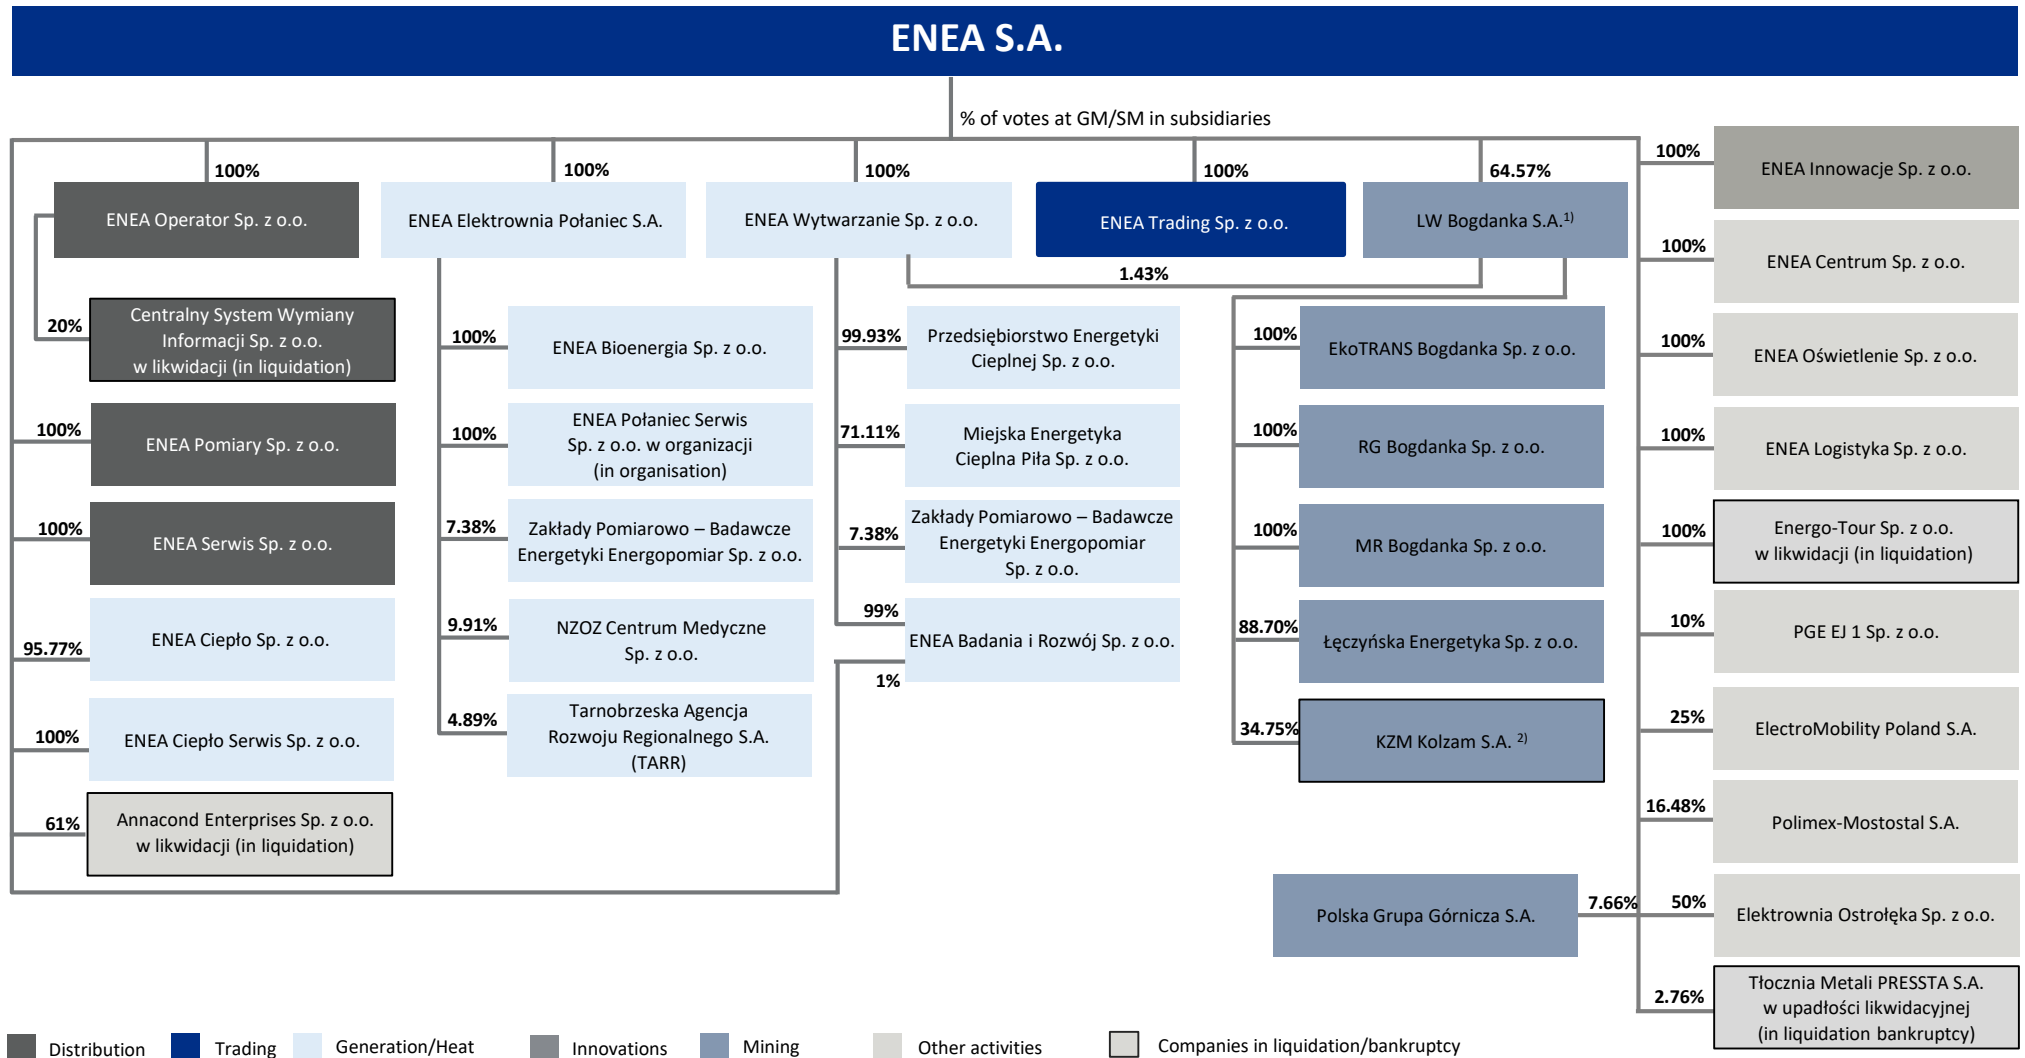 ENEA S.A.
% of votes at GM/SM in subsidiaries
100%
ENEA Operator Sp. z o.o.
20%
Centralny System Wymiany
Informacji Sp. z o.o.
w likwidacji (in liquidation)
100%
ENEA Pomiary Sp. z o.o.
100%
ENEA Serwis Sp. z o.o.
95.77%
ENEA Ciepło Sp. z o.o.
100%
ENEA Ciepło Serwis Sp. z o.o.
61%
Annacond Enterprises Sp. z o.o.
w likwidacji (in liquidation)
100%
ENEA Elektrownia Połaniec S.A.
100%
ENEA Bioenergia Sp. z o.o.
100%
ENEA Połaniec Serwis
Sp. z o.o. w organizacji
(in organisation)
7.38%
Zakłady Pomiarowo – Badawcze
Energetyki Energopomiar Sp. z o.o.
9.91%
NZOZ Centrum Medyczne
Sp. z o.o.
4.89%
Tarnobrzeska Agencja
Rozwoju Regionalnego S.A.
(TARR)
100%
ENEA Wytwarzanie Sp. z o.o.
1.43%
99.93%
Przedsiębiorstwo Energetyki
Cieplnej Sp. z o.o.
71.11%
Miejska Energetyka
Cieplna Piła Sp. z o.o.
7.38%
Zakłady Pomiarowo – Badawcze
Energetyki Energopomiar
Sp. z o.o.
99%
ENEA Badania i Rozwój Sp. z o.o.
1%
100%
ENEA Trading Sp. z o.o.
64.57%
LW Bogdanka S.A.1)
100%
EkoTRANS Bogdanka Sp. z o.o.
100%
RG Bogdanka Sp. z o.o.
100%
MR Bogdanka Sp. z o.o.
88.70%
Łęczyńska Energetyka Sp. z o.o.
34.75%
KZM Kolzam S.A. 2)
Polska Grupa Górnicza S.A.
7.66%
100%
ENEA Innowacje Sp. z o.o.
100%
ENEA Centrum Sp. z o.o.
100%
ENEA Oświetlenie Sp. z o.o.
100%
ENEA Logistyka Sp. z o.o.
100%
Energo-Tour Sp. z o.o.
w likwidacji (in liquidation)
10%
PGE EJ 1 Sp. z o.o.
25%
ElectroMobility Poland S.A.
16.48%
Polimex-Mostostal S.A.
50%
Elektrownia Ostrołęka Sp. z o.o.
2.76%
Tłocznia Metali PRESSTA S.A.
w upadłości likwidacyjnej
(in liquidation bankruptcy)
Distribution
Trading
Generation/Heat
Innovations
Mining
Other activities
Companies in liquidation/bankruptcy